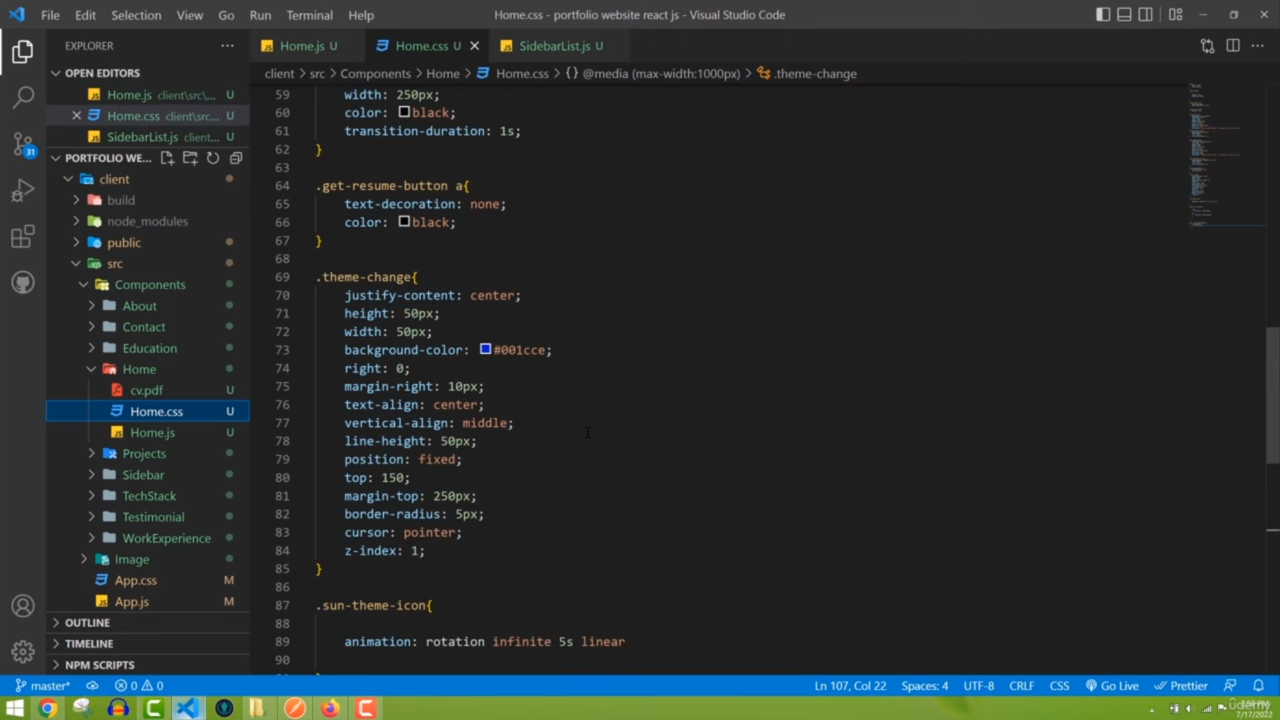 File Edit Selection View Go Run Terminal Help
Home.css - portfolio website react js - Visual Studio Code
EXPLORER
Home.js U
Home.css U
SidebarList.js U
OPEN EDITORS
client > src > Components > Home > Home.css > {} @media (max-width:1000px) > .theme-change
Home.js client\src\... U
Home.css client\src... U
SidebarList.js client... U
PORTFOLIO WE...
client
build
node_modules
public
src
Components
About
Contact
Education
Home
cv.pdf U
Home.css U
Home.js U
Projects
Sidebar
TechStack
Testimonial
WorkExperience
Image
App.css M
App.js M
OUTLINE
TIMELINE
NPM SCRIPTS
31
59 width: 250px;
60 color: black;
61 transition-duration: 1s;
62 }
63
64 .get-resume-button a{
65 text-decoration: none;
66 color: black;
67 }
68
69 .theme-change{
70 justify-content: center;
71 height: 50px;
72 width: 50px;
73 background-color: #001cce;
74 right: 0;
75 margin-right: 10px;
76 text-align: center;
77 vertical-align: middle;
78 line-height: 50px;
79 position: fixed;
80 top: 150;
81 margin-top: 250px;
82 border-radius: 5px;
83 cursor: pointer;
84 z-index: 1;
85 }
86
87 .sun-theme-icon{
88
89 animation: rotation infinite 5s linear
90
master* 0 0 Ln 107, Col 22 Spaces: 4 UTF-8 CRLF CSS Go Live Prettier
udemy
7/17/2022